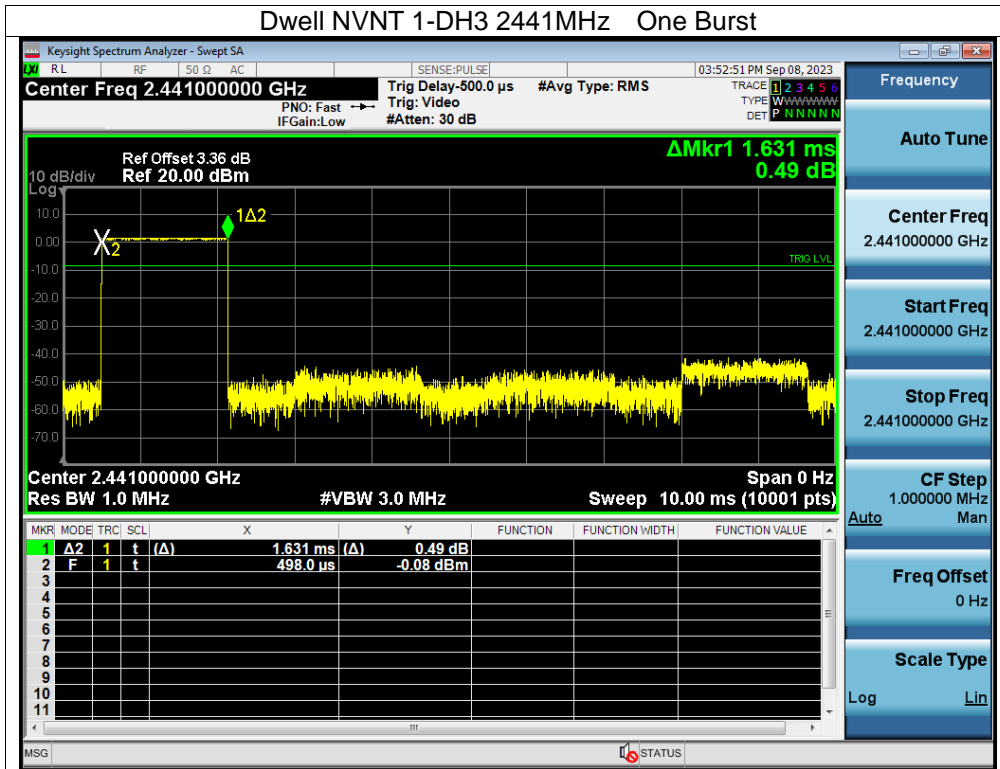 Dwell NVNT 1-DH3 2441MHz One Burst
Keysight Spectrum Analyzer - Swept SA
LXI RL RF 50 Ω AC SENSE:PULSE 03:52:51 PM Sep 08, 2023
Center Freq 2.441000000 GHz Trig Delay-500.0 µs #Avg Type: RMS TRACE 1 2 3 4 5 6
PNO: Fast Trig: Video TYPE WWWWWW
IFGain:Low #Atten: 30 dB DET P N N N N N
ΔMkr1 1.631 ms
0.49 dB
Ref Offset 3.36 dB
10 dB/div Ref 20.00 dBm
Log
10.0
0.00
-10.0
-20.0
-30.0
-40.0
-50.0
-60.0
-70.0
1Δ2
2
TRIG LVL
Center 2.441000000 GHz Span 0 Hz
Res BW 1.0 MHz #VBW 3.0 MHz Sweep 10.00 ms (10001 pts)
MKR MODE TRC SCL X Y FUNCTION FUNCTION WIDTH FUNCTION VALUE
1 Δ2 1 t (Δ) 1.631 ms (Δ) 0.49 dB
2 F 1 t 498.0 µs -0.08 dBm
3
4
5
6
7
8
9
10
11
MSG STATUS
Frequency
Auto Tune
Center Freq
2.441000000 GHz
Start Freq
2.441000000 GHz
Stop Freq
2.441000000 GHz
CF Step
1.000000 MHz
Auto Man
Freq Offset
0 Hz
Scale Type
Log Lin